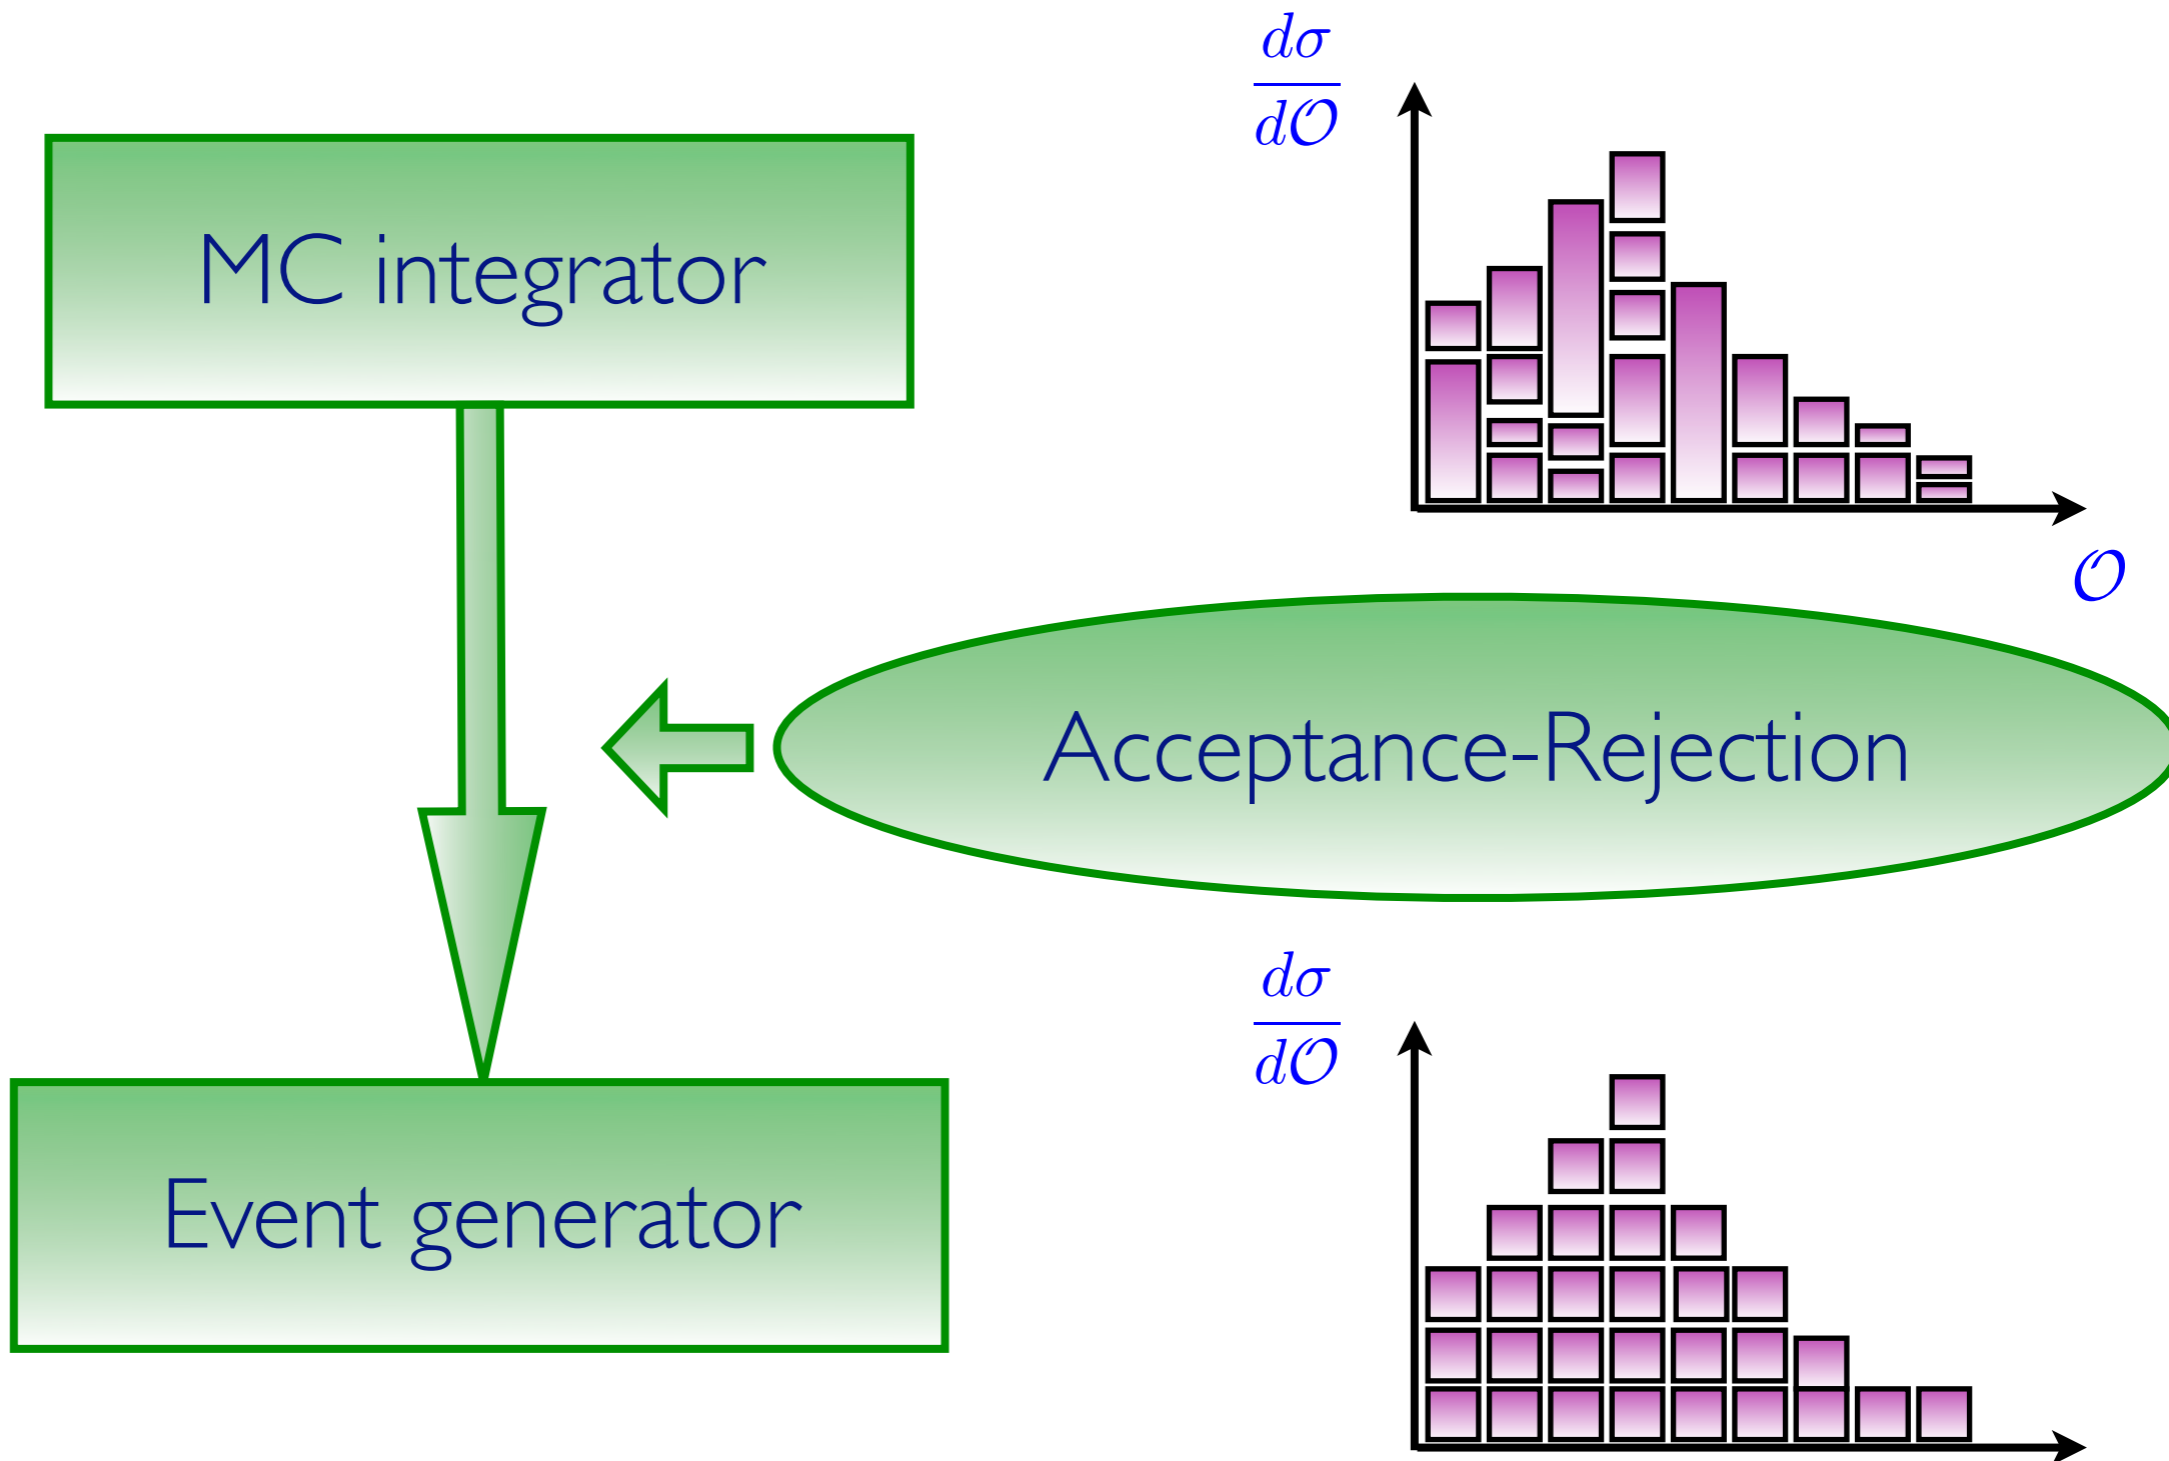 dσ
d𝒪
MC integrator
𝒪
Acceptance-Rejection
dσ
d𝒪
Event generator